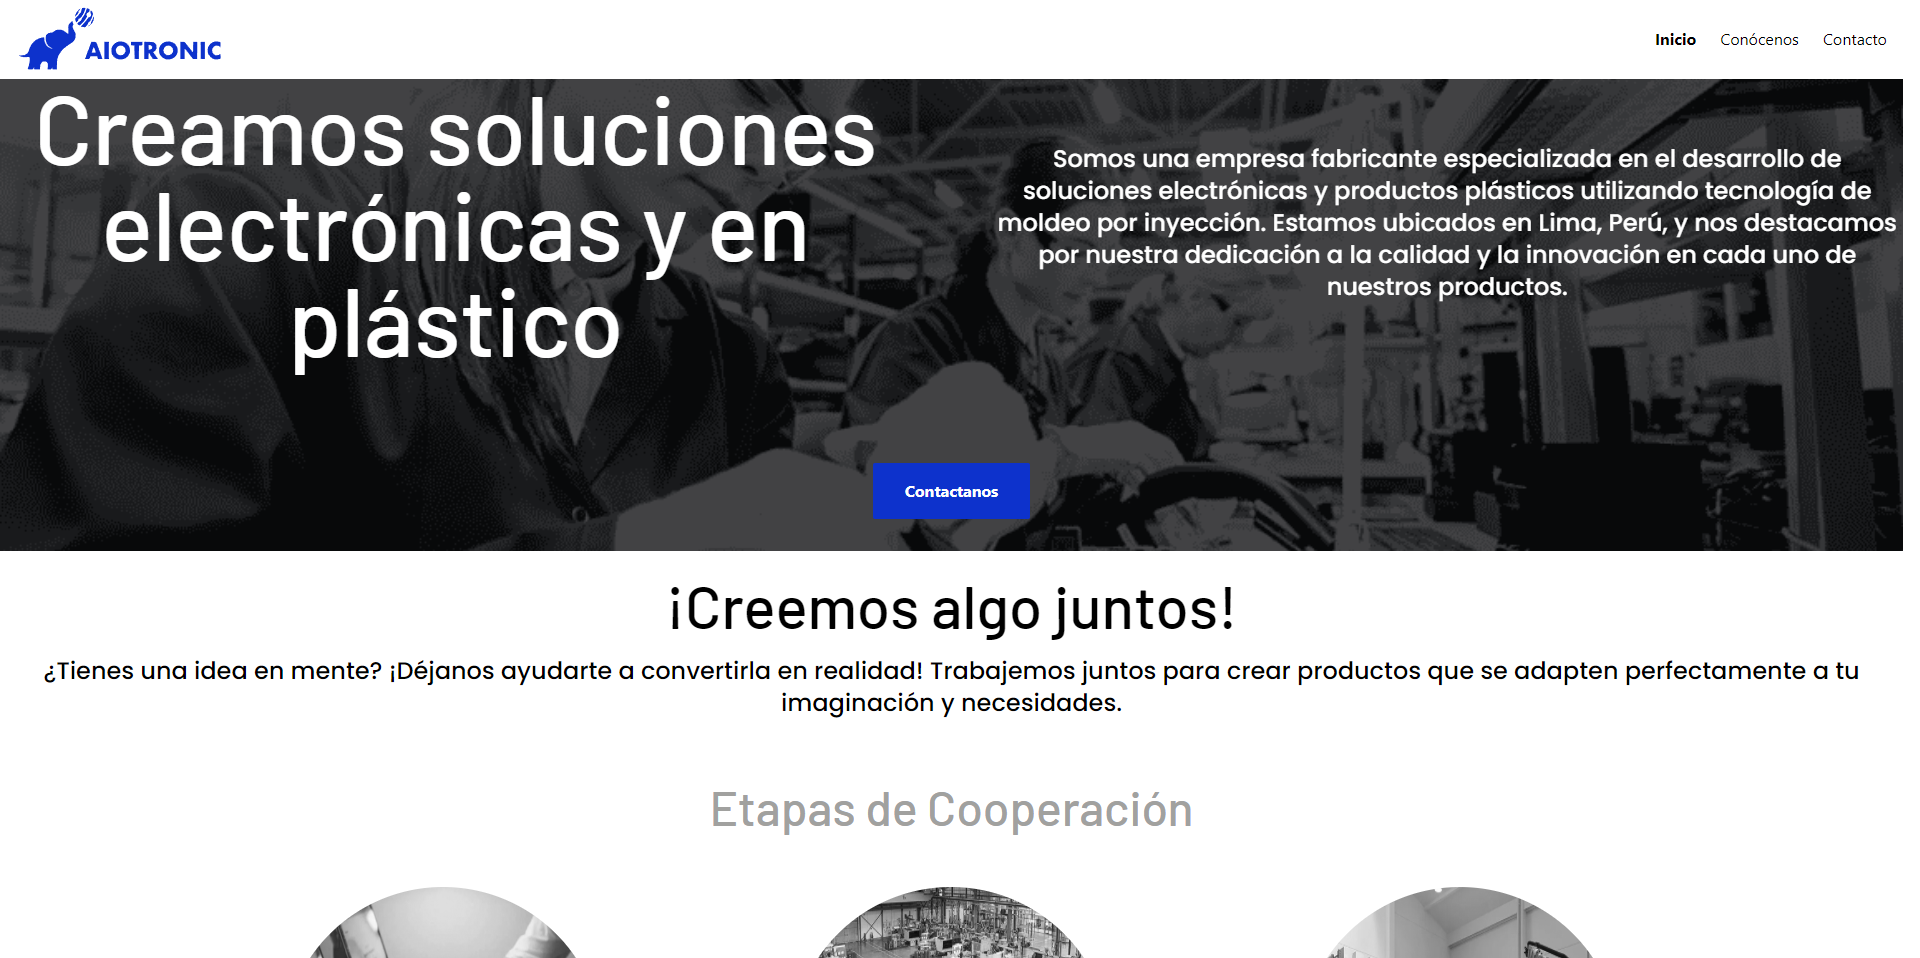 AIOTRONIC
Inicio
Conócenos
Contacto
Creamos soluciones
electrónicas y en
plástico
Somos una empresa fabricante especializada en el desarrollo de
soluciones electrónicas y productos plásticos utilizando tecnología de
moldeo por inyección. Estamos ubicados en Lima, Perú, y nos destacamos
por nuestra dedicación a la calidad y la innovación en cada uno de
nuestros productos.
Contactanos
¡Creemos algo juntos!
¿Tienes una idea en mente? ¡Déjanos ayudarte a convertirla en realidad! Trabajemos juntos para crear productos que se adapten perfectamente a tu
imaginación y necesidades.
Etapas de Cooperación